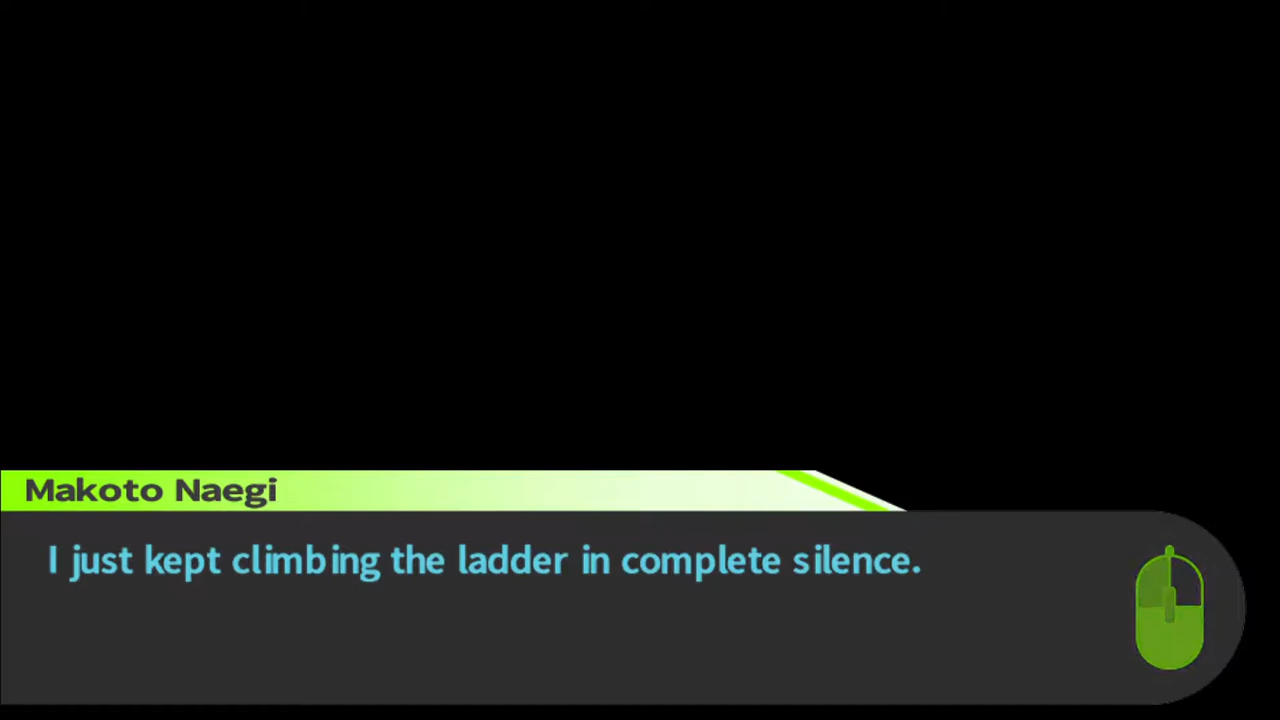 Makoto Naegi
I just kept climbing the ladder in complete silence.